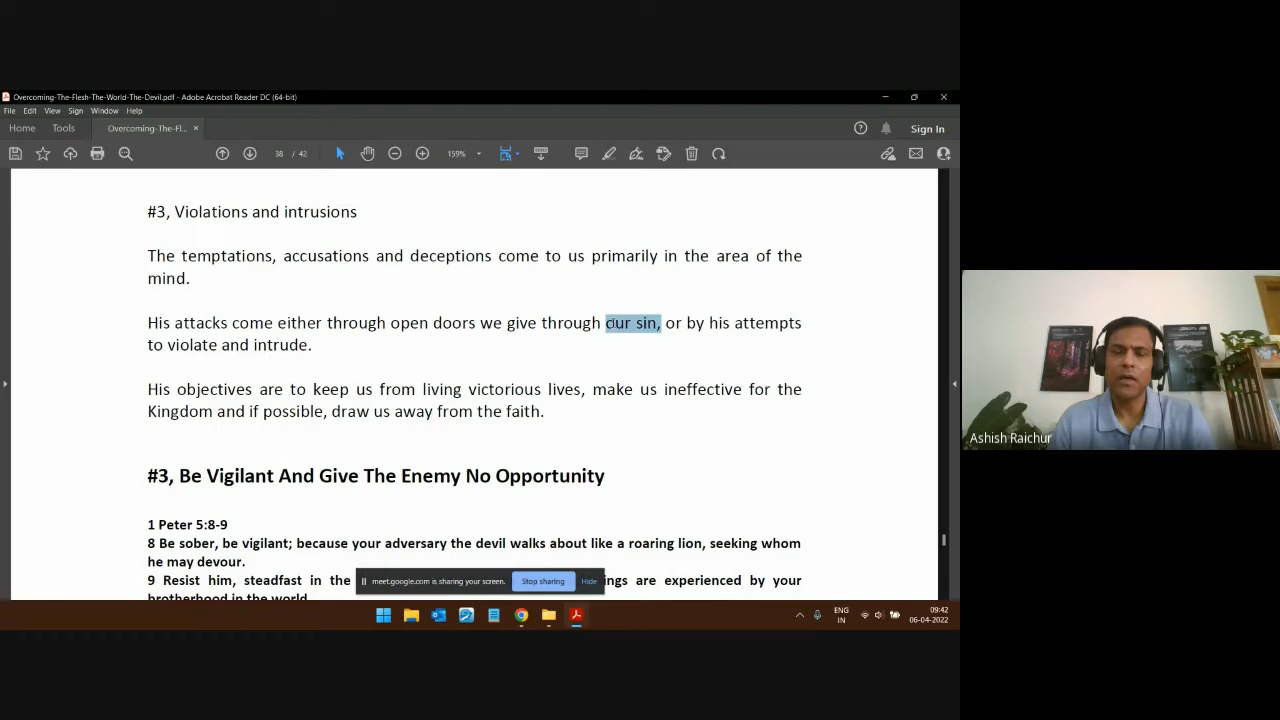 Overcoming-The-Flesh-The-World-The-Devil.pdf - Adobe Acrobat Reader DC (64-bit)
File Edit View Sign Window Help
Home Tools Overcoming-The-Fl... × Sign In
38 / 42 159%
#3, Violations and intrusions
The temptations, accusations and deceptions come to us primarily in the area of the
mind.
His attacks come either through open doors we give through our sin, or by his attempts
to violate and intrude.
His objectives are to keep us from living victorious lives, make us ineffective for the
Kingdom and if possible, draw us away from the faith.
#3, Be Vigilant And Give The Enemy No Opportunity
1 Peter 5:8-9
8 Be sober, be vigilant; because your adversary the devil walks about like a roaring lion, seeking whom
he may devour.
9 Resist him, steadfast in the ings are experienced by your
brotherhood in the world.
meet.google.com is sharing your screen. Stop sharing Hide
Ashish Raichur
ENG
IN
09:42
06-04-2022